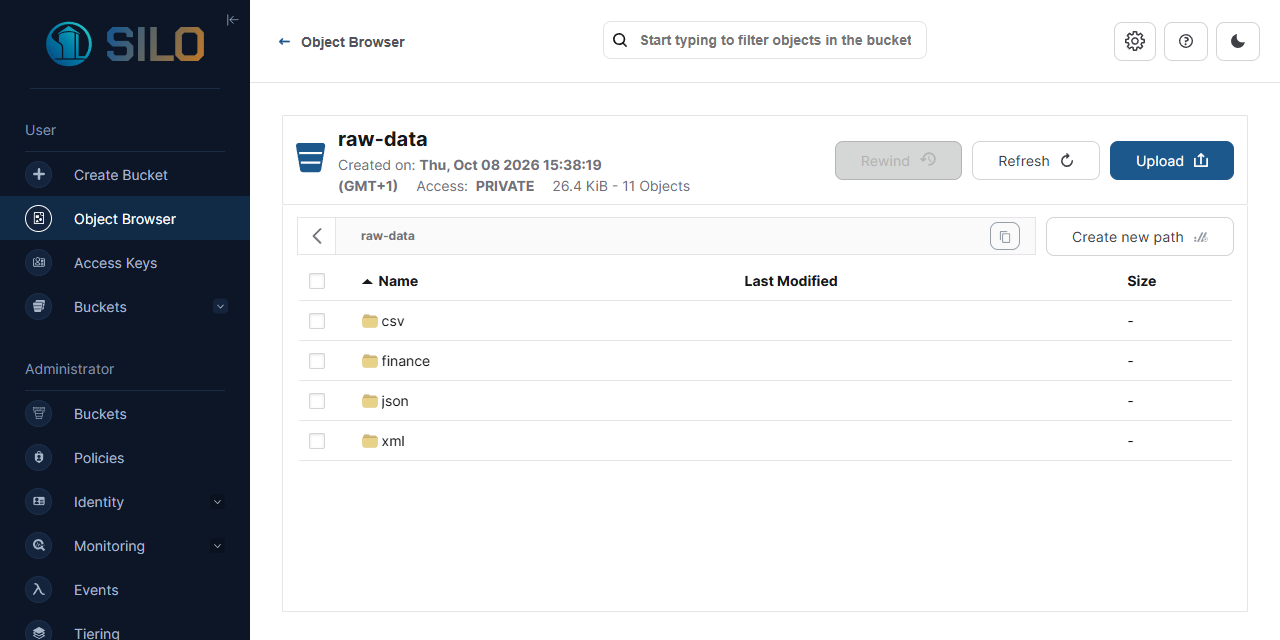 SILO
User
Create Bucket
Object Browser
Access Keys
Buckets
Administrator
Buckets
Policies
Identity
Monitoring
Events
Tiering
Object Browser
Start typing to filter objects in the bucket
raw-data
Created on: Thu, Oct 08 2026 15:38:19
(GMT+1) Access: PRIVATE 26.4 KiB - 11 Objects
Rewind
Refresh
Upload
raw-data
Create new path
Name Last Modified Size
csv -
finance -
json -
xml -